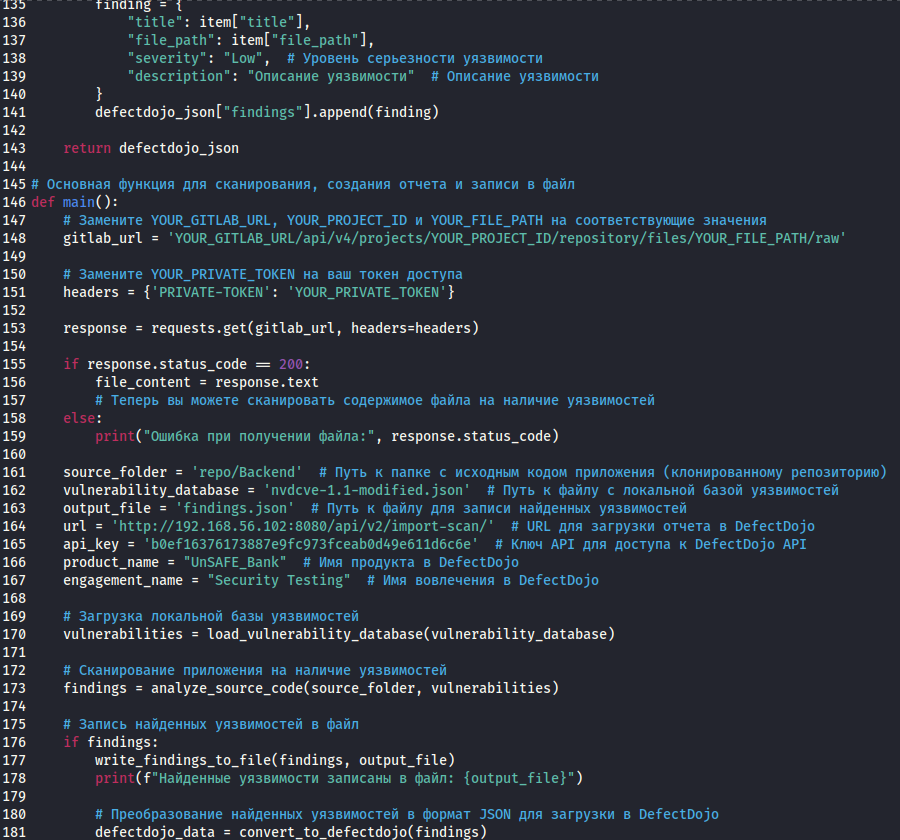 135         finding = {
136             "title": item["title"],
137             "file_path": item["file_path"],
138             "severity": "Low",  # Уровень серьезности уязвимости
139             "description": "Описание уязвимости"  # Описание уязвимости
140         }
141         defectdojo_json["findings"].append(finding)
142
143     return defectdojo_json
144
145 # Основная функция для сканирования, создания отчета и записи в файл
146 def main():
147     # Замените YOUR_GITLAB_URL, YOUR_PROJECT_ID и YOUR_FILE_PATH на соответствующие значения
148     gitlab_url = 'YOUR_GITLAB_URL/api/v4/projects/YOUR_PROJECT_ID/repository/files/YOUR_FILE_PATH/raw'
149
150     # Замените YOUR_PRIVATE_TOKEN на ваш токен доступа
151     headers = {'PRIVATE-TOKEN': 'YOUR_PRIVATE_TOKEN'}
152
153     response = requests.get(gitlab_url, headers=headers)
154
155     if response.status_code == 200:
156         file_content = response.text
157         # Теперь вы можете сканировать содержимое файла на наличие уязвимостей
158     else:
159         print("Ошибка при получении файла:", response.status_code)
160
161     source_folder = 'repo/Backend'  # Путь к папке с исходным кодом приложения (клонированному репозиторию)
162     vulnerability_database = 'nvdcve-1.1-modified.json'  # Путь к файлу с локальной базой уязвимостей
163     output_file = 'findings.json'  # Путь к файлу для записи найденных уязвимостей
164     url = 'http://192.168.56.102:8080/api/v2/import-scan/'  # URL для загрузки отчета в DefectDojo
165     api_key = 'b0ef16376173887e9fc973fceab0d49e611d6c6e'  # Ключ API для доступа к DefectDojo API
166     product_name = "UnSAFE_Bank"  # Имя продукта в DefectDojo
167     engagement_name = "Security Testing"  # Имя вовлечения в DefectDojo
168
169     # Загрузка локальной базы уязвимостей
170     vulnerabilities = load_vulnerability_database(vulnerability_database)
171
172     # Сканирование приложения на наличие уязвимостей
173     findings = analyze_source_code(source_folder, vulnerabilities)
174
175     # Запись найденных уязвимостей в файл
176     if findings:
177         write_findings_to_file(findings, output_file)
178         print(f"Найденные уязвимости записаны в файл: {output_file}")
179
180         # Преобразование найденных уязвимостей в формат JSON для загрузки в DefectDojo
181         defectdojo_data = convert_to_defectdojo(findings)